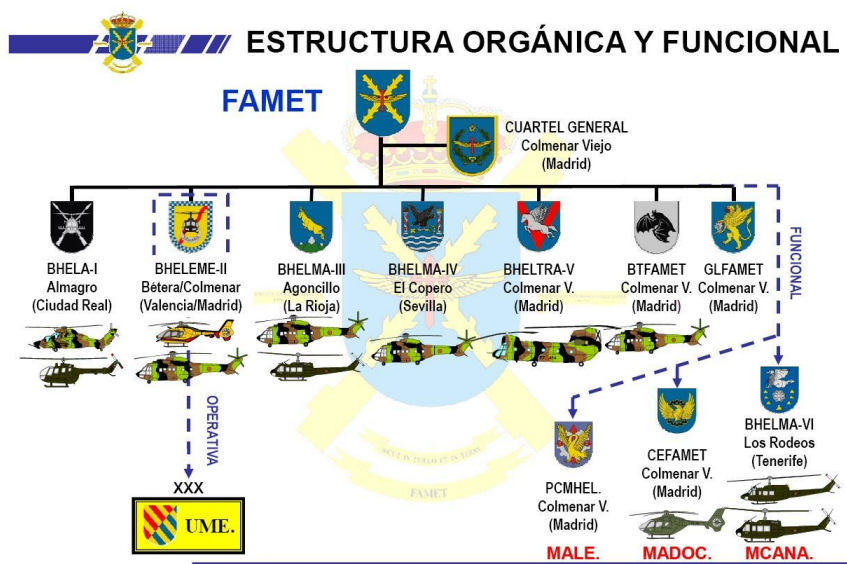 ESTRUCTURA ORGÁNICA Y FUNCIONAL
FAMET
CUARTEL GENERAL
Colmenar Viejo
(Madrid)
BHELA-I
Almagro
(Ciudad Real)
BHELEME-II
Bétera/Colmenar
(Valencia/Madrid)
BHELMA-III
Agoncillo
(La Rioja)
BHELMA-IV
El Copero
(Sevilla)
BHELTRA-V
Colmenar V.
(Madrid)
BTFAMET
Colmenar V.
(Madrid)
GLFAMET
Colmenar V.
(Madrid)
FUNCIONAL
OPERATIVA
XXX
UME.
PCMHEL.
Colmenar V.
(Madrid)
MALE.
CEFAMET
Colmenar V.
(Madrid)
MADOC.
BHELMA-VI
Los Rodeos
(Tenerife)
MCANA.
FAMET